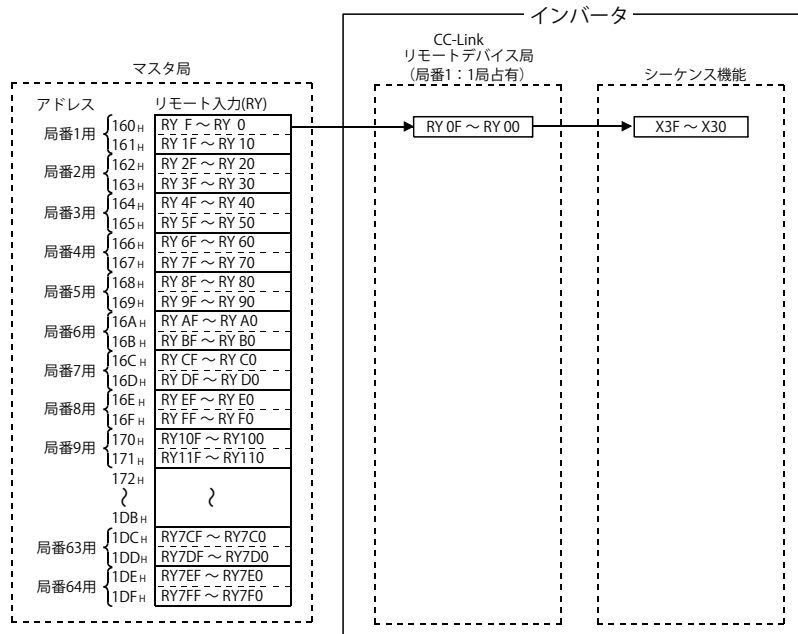 インバータ
CC-Link
リモートデバイス局
（局番1：1局占有）
シーケンス機能
マスタ局
アドレス リモート入力(RY)
局番1用 160H RY F ～ RY 0
161H RY 1F ～ RY 10
局番2用 162H RY 2F ～ RY 20
163H RY 3F ～ RY 30
局番3用 164H RY 4F ～ RY 40
165H RY 5F ～ RY 50
局番4用 166H RY 6F ～ RY 60
167H RY 7F ～ RY 70
局番5用 168H RY 8F ～ RY 80
169H RY 9F ～ RY 90
局番6用 16AH RY AF ～ RY A0
16BH RY BF ～ RY B0
局番7用 16CH RY CF ～ RY C0
16DH RY DF ～ RY D0
局番8用 16EH RY EF ～ RY E0
16FH RY FF ～ RY F0
局番9用 170H RY10F ～ RY100
171H RY11F ～ RY110
172H
～ ～
1DBH
局番63用 1DCH RY7CF ～ RY7C0
1DDH RY7DF ～ RY7D0
局番64用 1DEH RY7EF ～ RY7E0
1DFH RY7FF ～ RY7F0
RY 0F ～ RY 00
X3F ～ X30